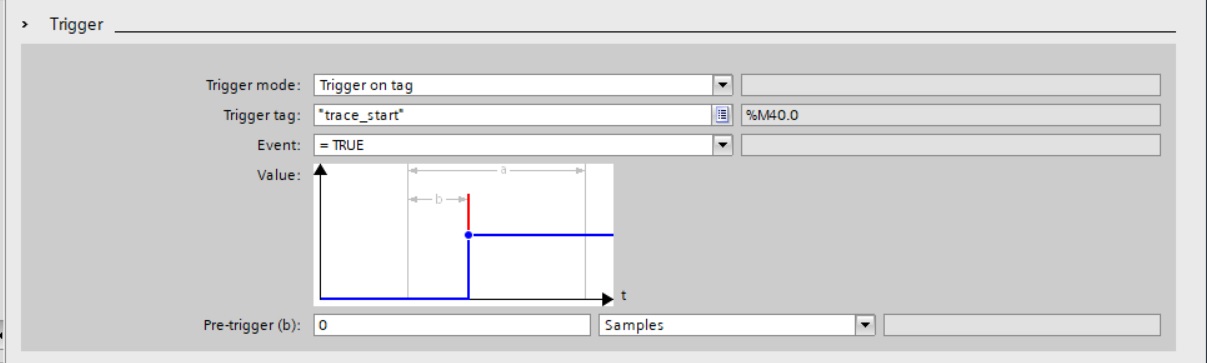 Trigger
Trigger mode: Trigger on tag
Trigger tag: "trace_start" %M40.0
Event: = TRUE
Value:
a
b
t
Pre-trigger (b): 0 Samples